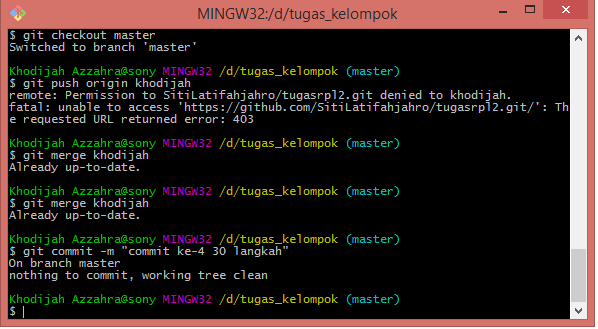 MINGW32:/d/tugas_kelompok
$ git checkout master
Switched to branch 'master'
Khodijah Azzahra@sony MINGW32 /d/tugas_kelompok (master)
$ git push origin khodijah
remote: Permission to SitiLatifahjahro/tugasrpl2.git denied to khodijah.
fatal: unable to access 'https://github.com/SitiLatifahjahro/tugasrpl2.git/': Th
e requested URL returned error: 403
Khodijah Azzahra@sony MINGW32 /d/tugas_kelompok (master)
$ git merge khodijah
Already up-to-date.
Khodijah Azzahra@sony MINGW32 /d/tugas_kelompok (master)
$ git merge khodijah
Already up-to-date.
Khodijah Azzahra@sony MINGW32 /d/tugas_kelompok (master)
$ git commit -m "commit ke-4 30 langkah"
On branch master
nothing to commit, working tree clean
Khodijah Azzahra@sony MINGW32 /d/tugas_kelompok (master)
$